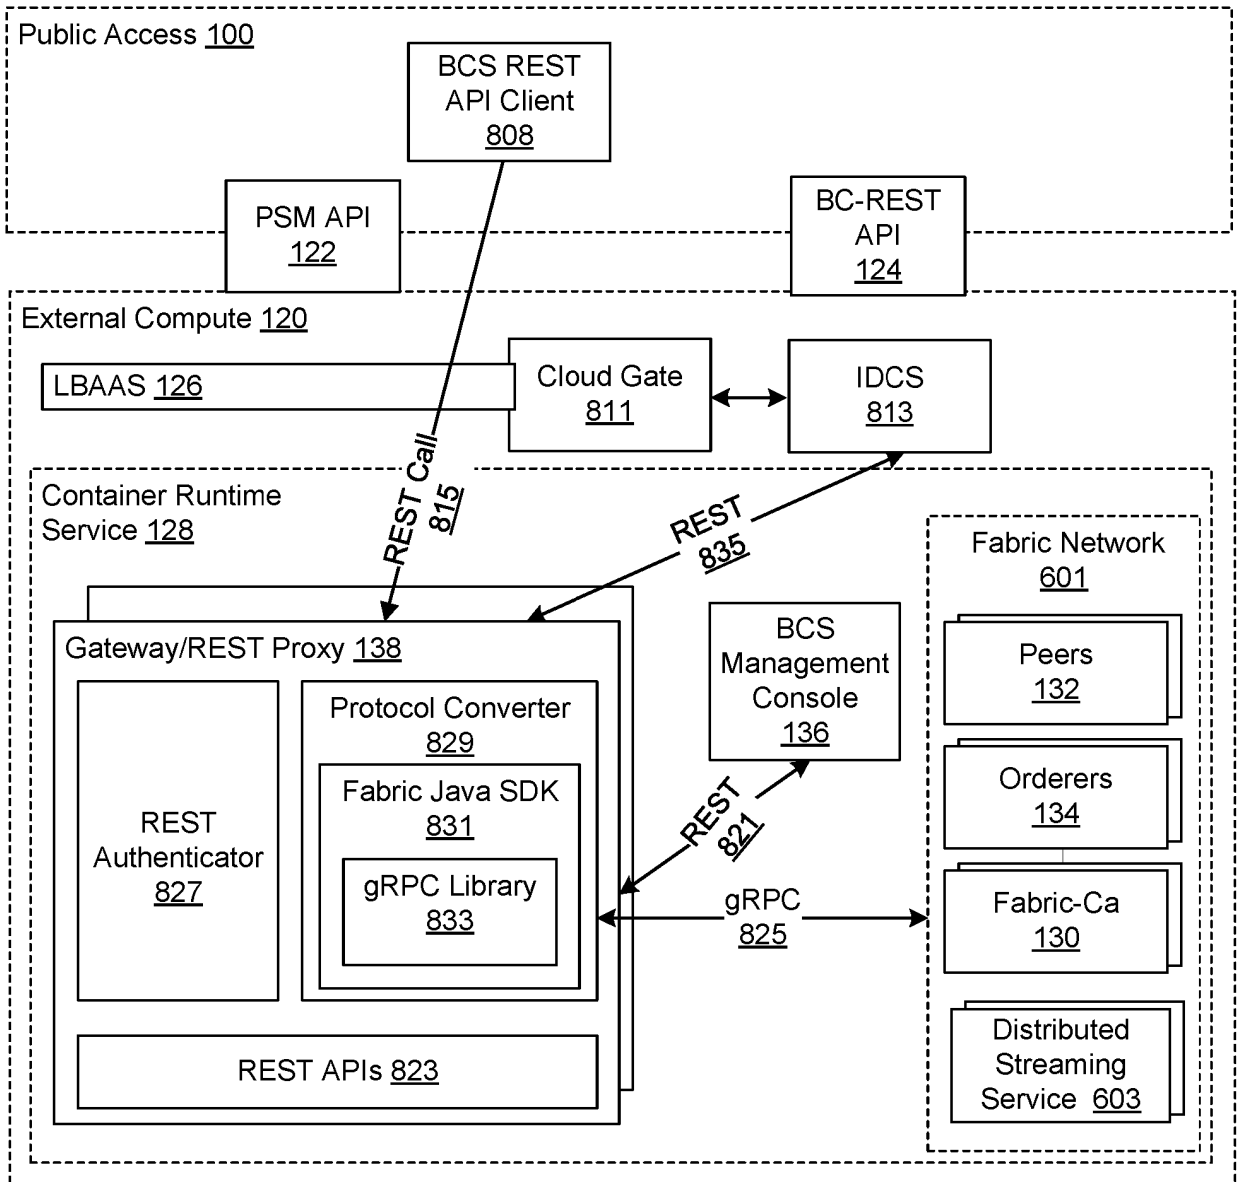 Public Access 100
BCS REST
API Client
808
PSM API
122
BC-REST
API
124
External Compute 120
LBAAS 126
Cloud Gate
811
IDCS
813
REST Call
815
REST
835
Container Runtime
Service 128
Gateway/REST Proxy 138
REST
Authenticator
827
Protocol Converter
829
Fabric Java SDK
831
gRPC Library
833
REST APIs 823
BCS
Management
Console
136
REST
821
gRPC
825
Fabric Network
601
Peers
132
Orderers
134
Fabric-Ca
130
Distributed
Streaming
Service 603